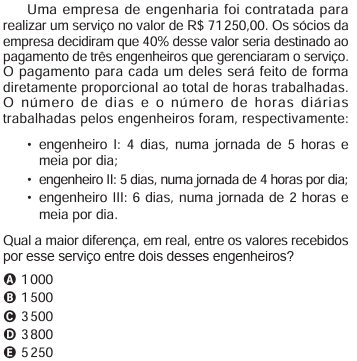 Uma empresa de engenharia foi contratada para
realizar um serviço no valor de R$ 71 250,00. Os sócios da
empresa decidiram que 40% desse valor seria destinado ao
pagamento de três engenheiros que gerenciaram o serviço.
O pagamento para cada um deles será feito de forma
diretamente proporcional ao total de horas trabalhadas.
O número de dias e o número de horas diárias
trabalhadas pelos engenheiros foram, respectivamente:
• engenheiro I: 4 dias, numa jornada de 5 horas e
meia por dia;
• engenheiro II: 5 dias, numa jornada de 4 horas por dia;
• engenheiro III: 6 dias, numa jornada de 2 horas e
meia por dia.
Qual a maior diferença, em real, entre os valores recebidos
por esse serviço entre dois desses engenheiros?
A 1 000
B 1 500
C 3 500
D 3 800
E 5 250